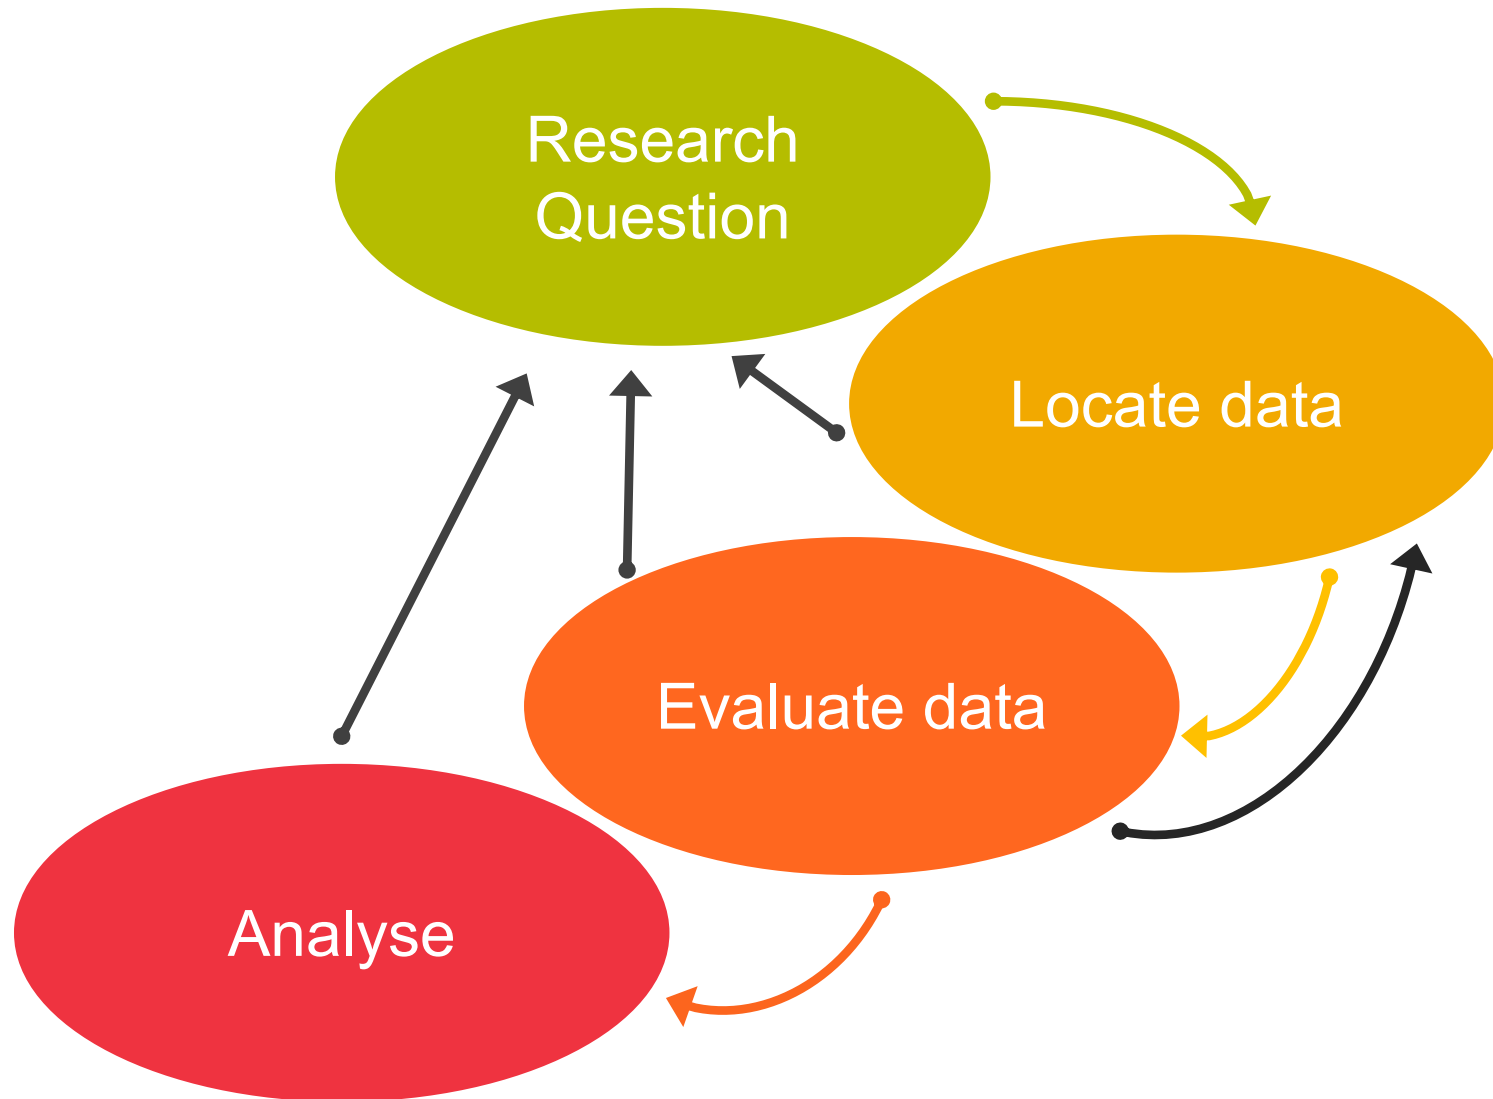 Research
Question
Locate data
Evaluate data
Analyse